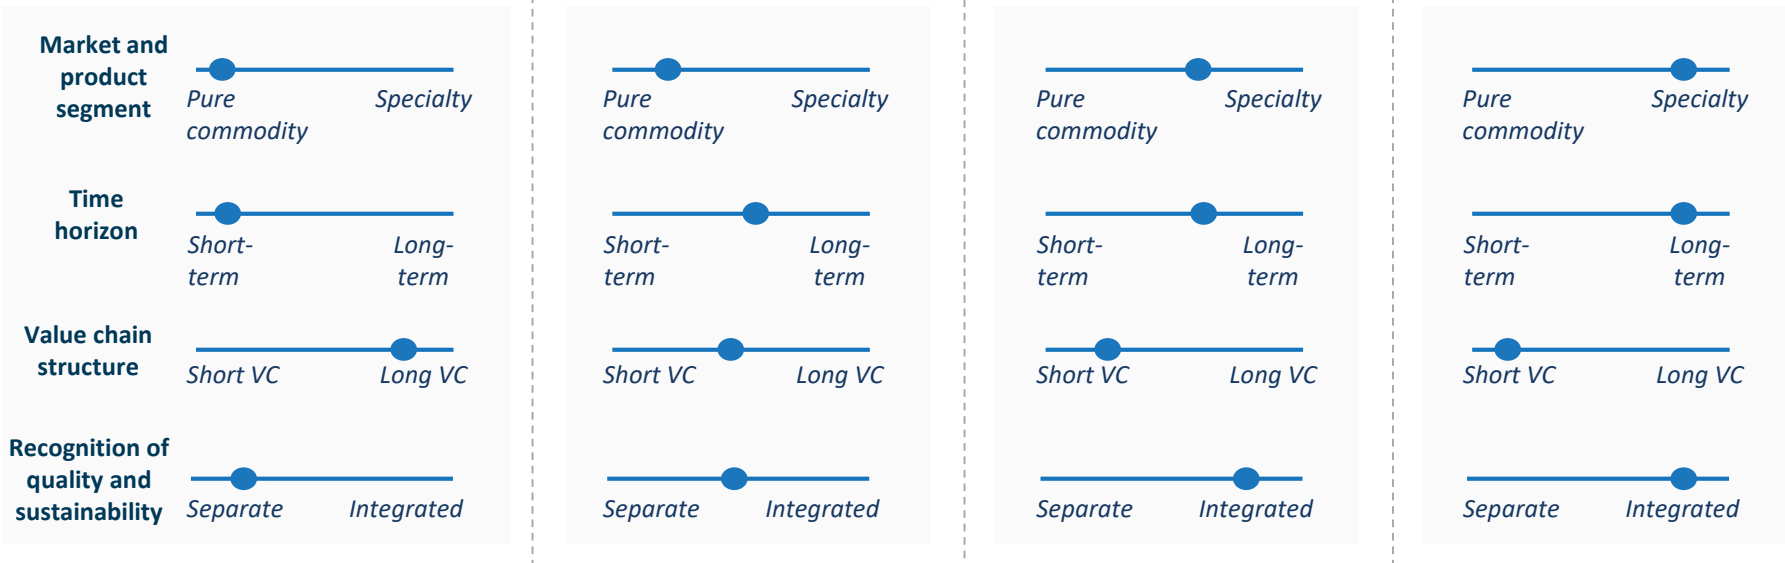 Market and
product
segment
Pure
commodity
Specialty
Pure
commodity
Specialty
Pure
commodity
Specialty
Pure
commodity
Specialty
Time
horizon
Short-
term
Long-
term
Short-
term
Long-
term
Short-
term
Long-
term
Short-
term
Long-
term
Value chain
structure
Short VC
Long VC
Short VC
Long VC
Short VC
Long VC
Short VC
Long VC
Recognition of
quality and
sustainability
Separate
Integrated
Separate
Integrated
Separate
Integrated
Separate
Integrated